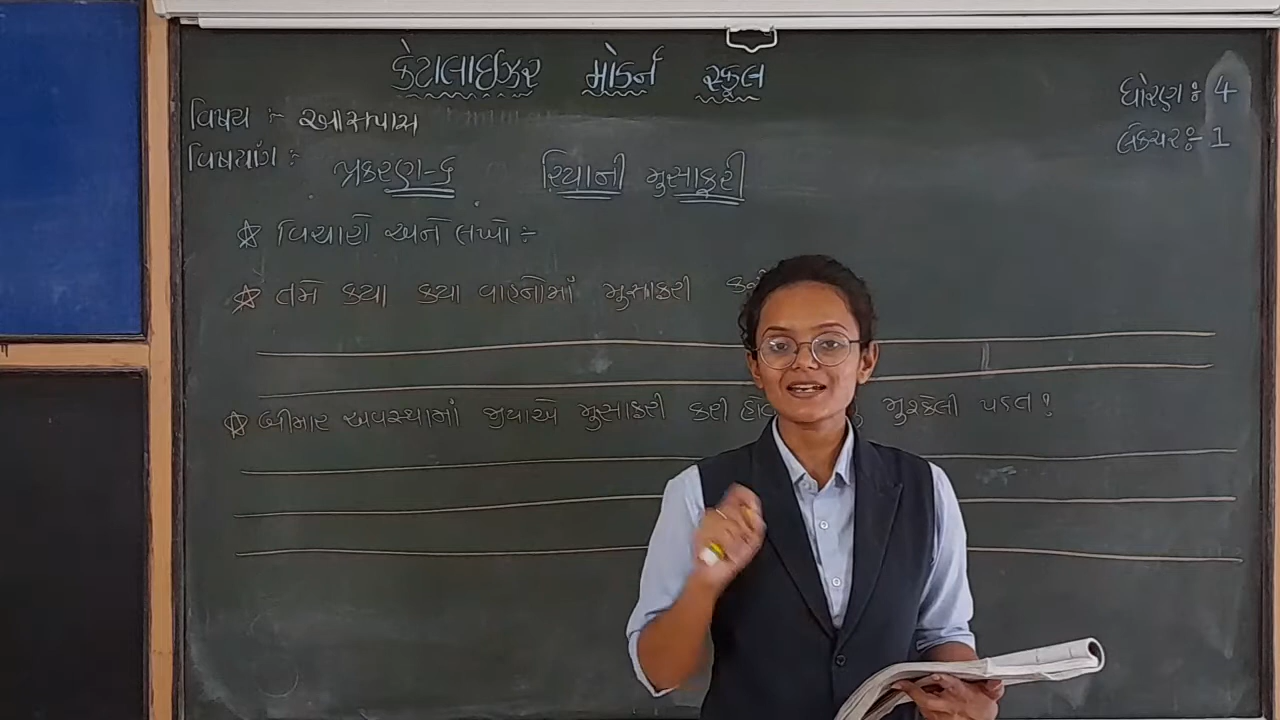 કેટાલાઈઝર મોડર્ન સ્કૂલ
ધોરણઃ 4
વિષય :- આસપાસ
લેક્ચરઃ- 1
વિષયાંગ :-
પ્રકરણ-૬ રિયાની મુસાફરી
☆ વિચારો અને લખો :-
☆ તમે કયા કયા વાહનોમાં મુસાફરી
☆ બીમાર અવસ્થામાં જીયાએ મુસાફરી કરી મુશ્કેલી પડત ?